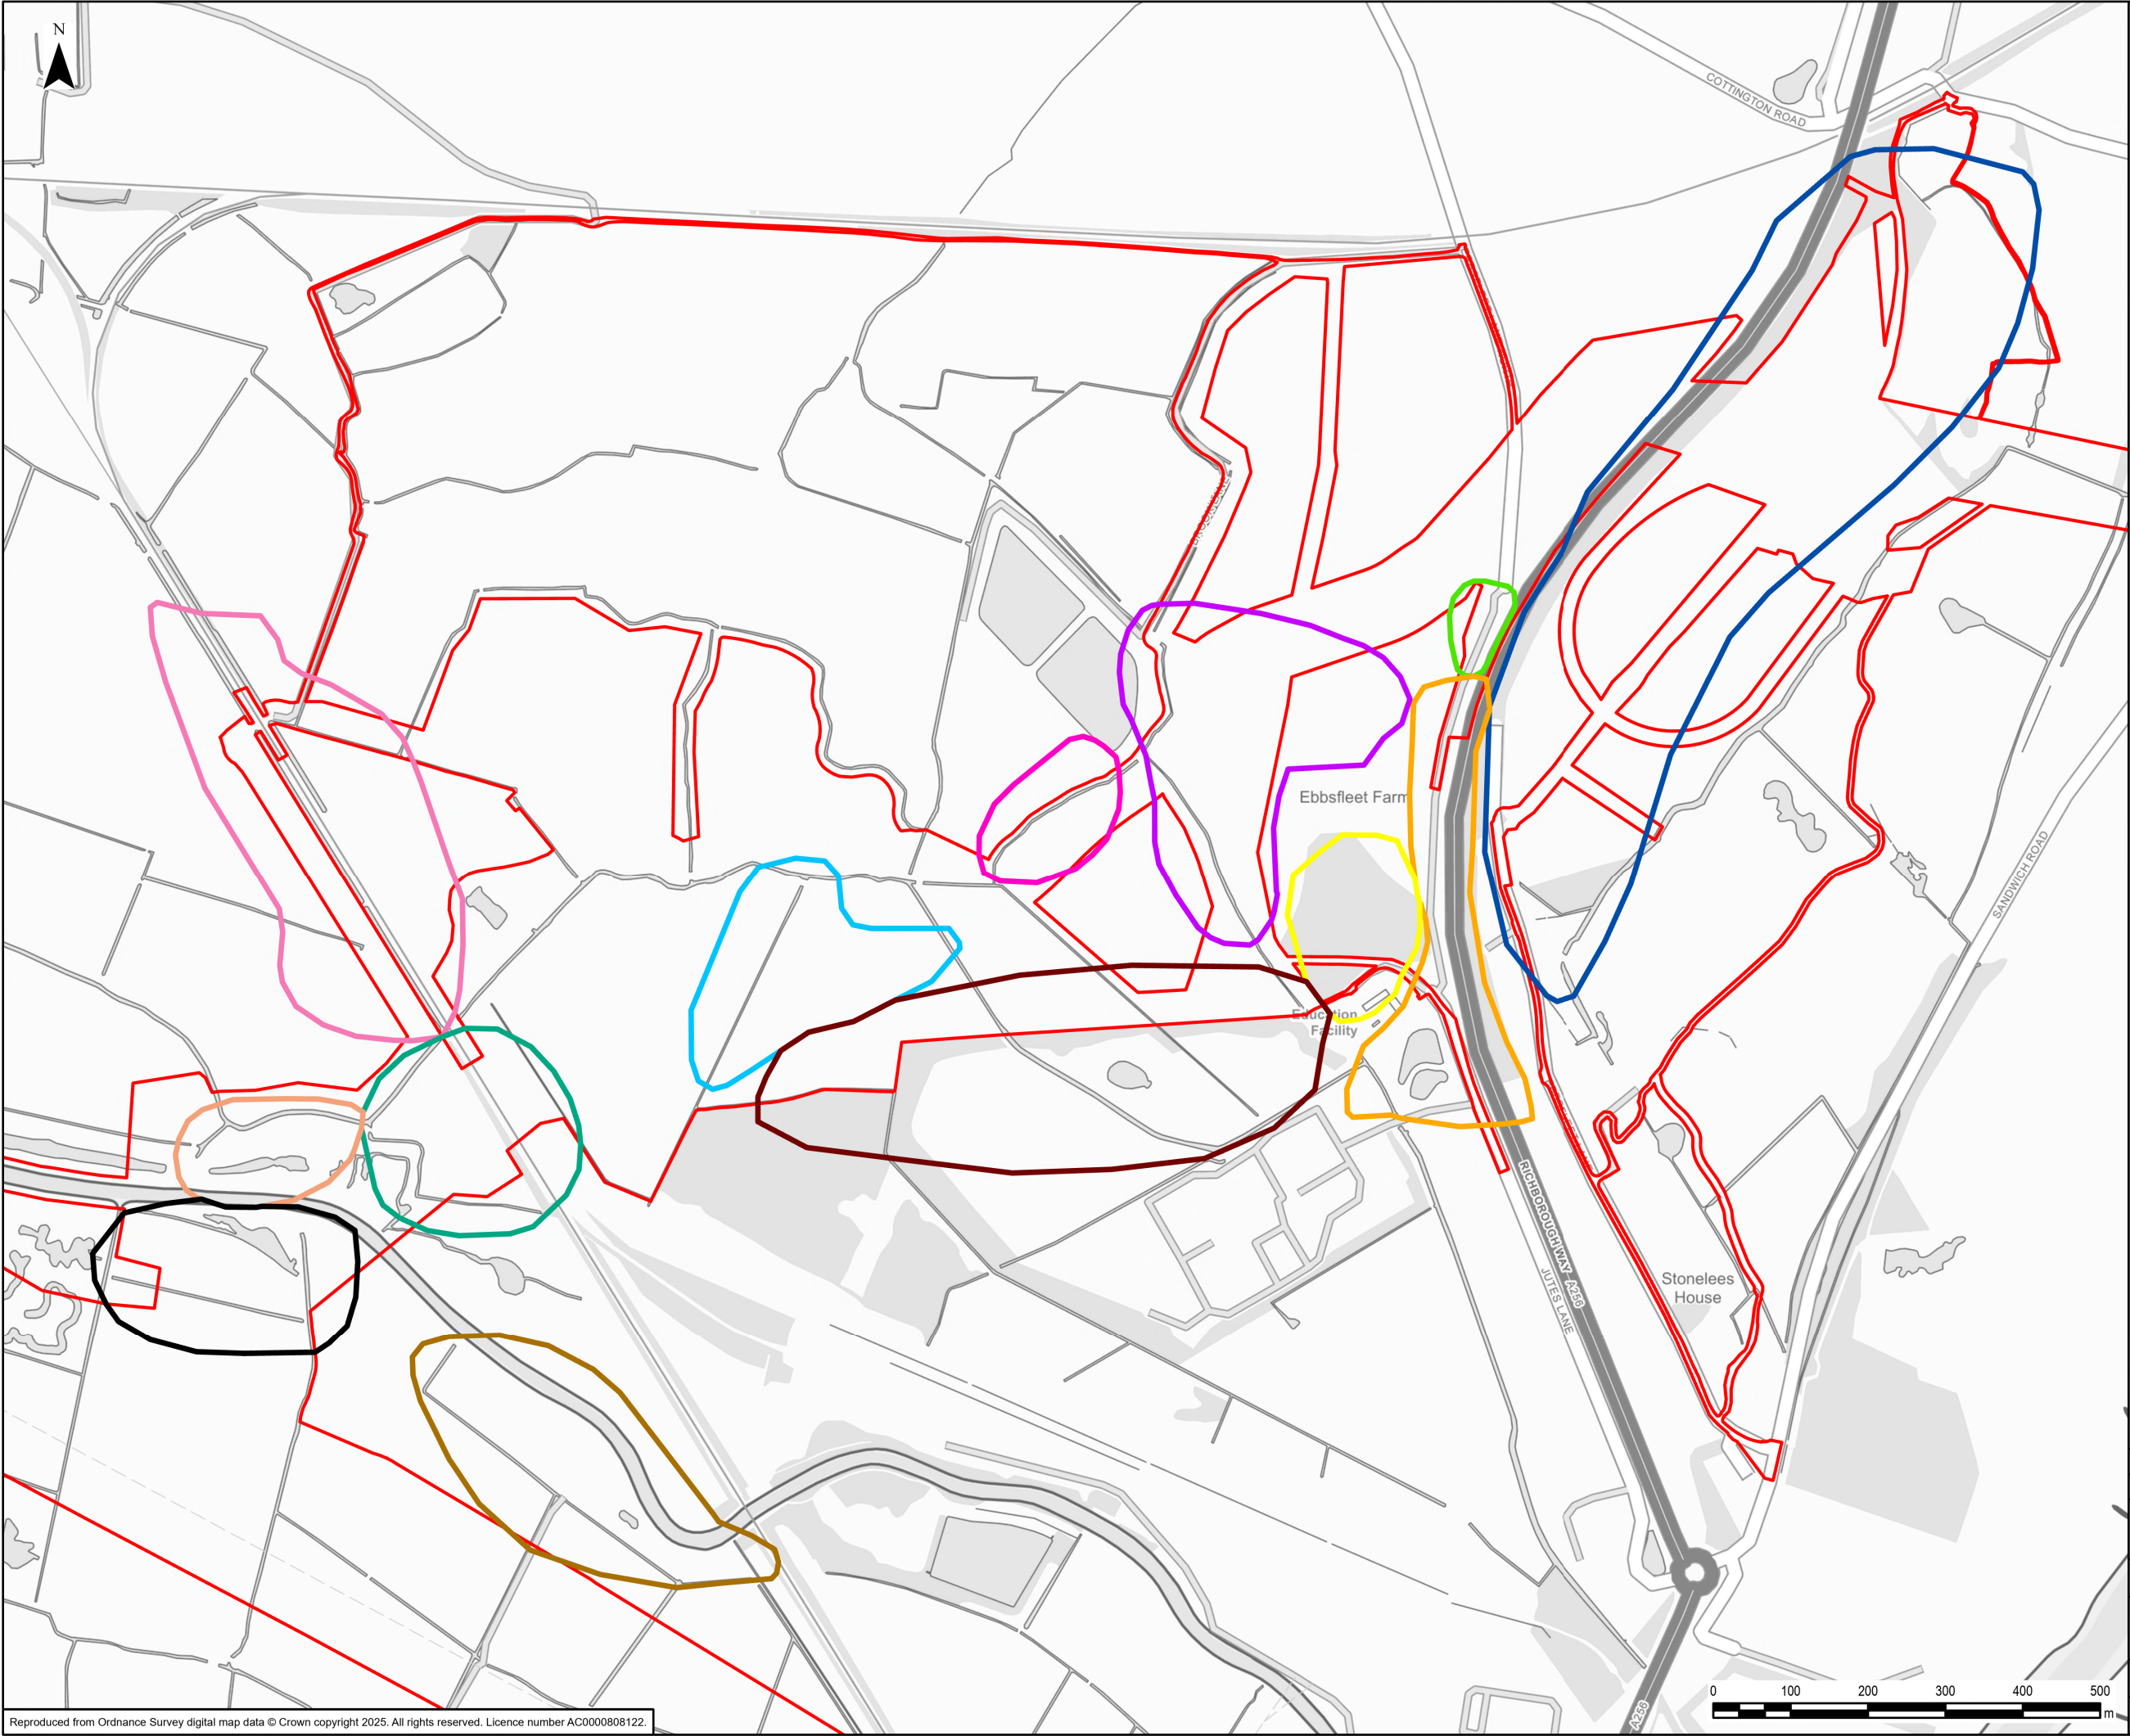 N
COTTINGTON ROAD
Ebbsfleet Farm
SANDWICH ROAD
Education
Facility
RICHBOROUGH WAY A256
JUTES LANE
Stonelees
House
A256
0 100 200 300 400 500
m
Reproduced from Ordnance Survey digital map data © Crown copyright 2025. All rights reserved. Licence number AC0000808122.